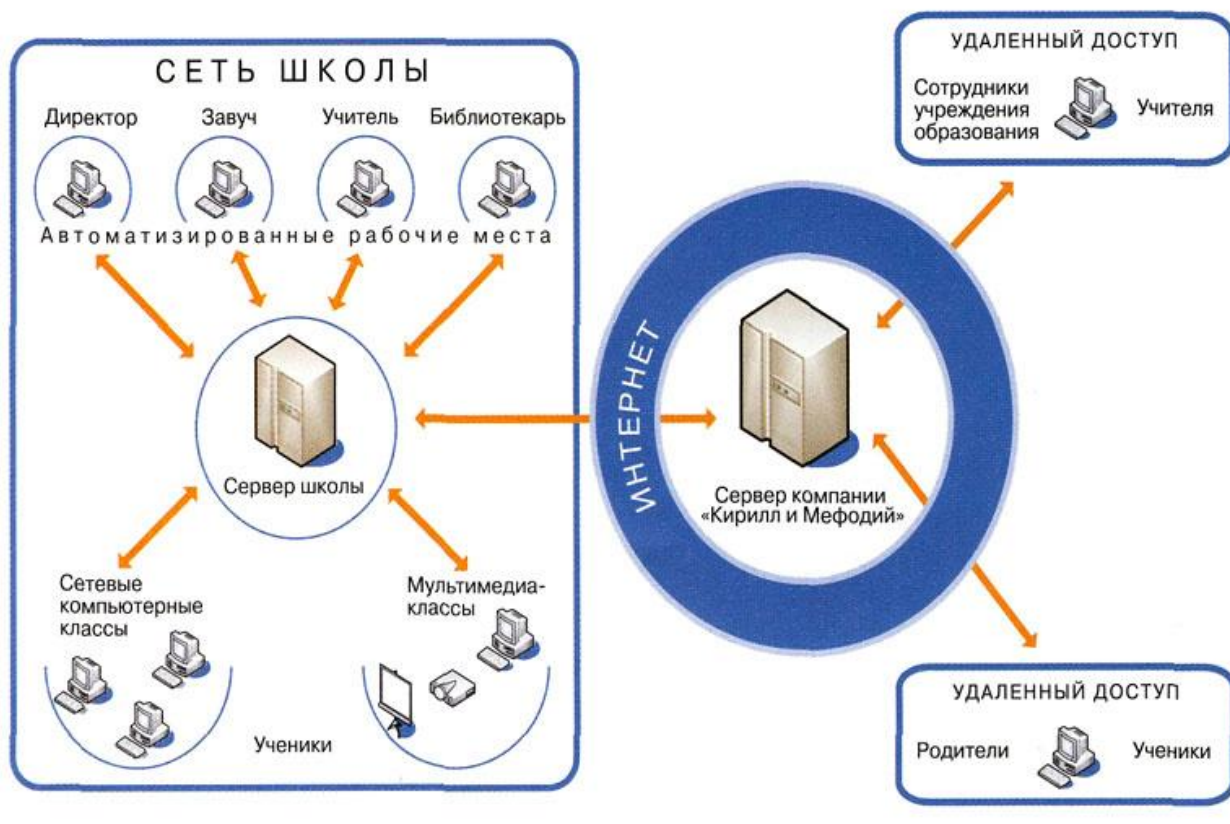 СЕТЬ ШКОЛЫ
Директор
Завуч
Учитель
Библиотекарь
Автоматизированные рабочие места
Сервер школы
Сетевые
компьютерные
классы
Мультимедиа-
классы
Ученики
ИНТЕРНЕТ
Сервер компании
«Кирилл и Мефодий»
УДАЛЕННЫЙ ДОСТУП
Сотрудники
учреждения
образования
Учителя
УДАЛЕННЫЙ ДОСТУП
Родители
Ученики